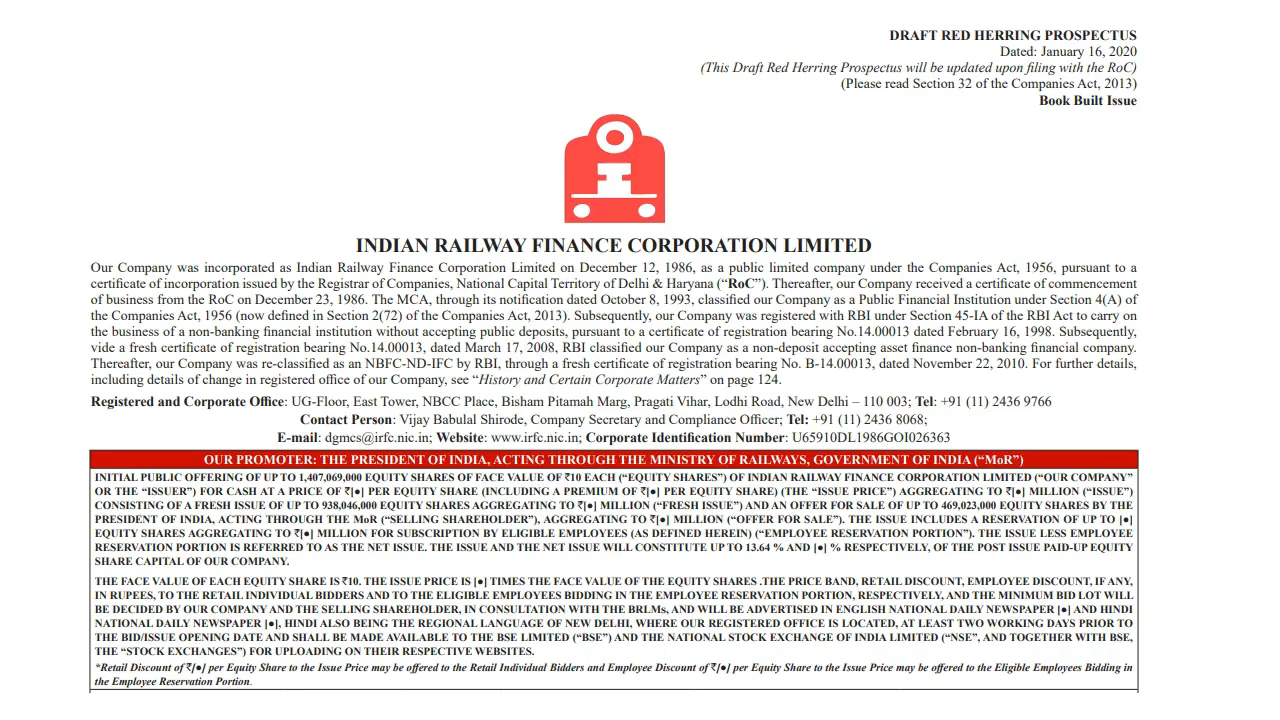 DRAFT RED HERRING PROSPECTUS
Dated: January 16, 2020
(This Draft Red Herring Prospectus will be updated upon filing with the RoC)
(Please read Section 32 of the Companies Act, 2013)
Book Built Issue
INDIAN RAILWAY FINANCE CORPORATION LIMITED
Our Company was incorporated as Indian Railway Finance Corporation Limited on December 12, 1986, as a public limited company under the Companies Act, 1956, pursuant to a
certificate of incorporation issued by the Registrar of Companies, National Capital Territory of Delhi & Haryana (“RoC”). Thereafter, our Company received a certificate of commencement
of business from the RoC on December 23, 1986. The MCA, through its notification dated October 8, 1993, classified our Company as a Public Financial Institution under Section 4(A) of
the Companies Act, 1956 (now defined in Section 2(72) of the Companies Act, 2013). Subsequently, our Company was registered with RBI under Section 45-IA of the RBI Act to carry on
the business of a non-banking financial institution without accepting public deposits, pursuant to a certificate of registration bearing No.14.00013 dated February 16, 1998. Subsequently,
vide a fresh certificate of registration bearing No.14.00013, dated March 17, 2008, RBI classified our Company as a non-deposit accepting asset finance non-banking financial company.
Thereafter, our Company was re-classified as an NBFC-ND-IFC by RBI, through a fresh certificate of registration bearing No. B-14.00013, dated November 22, 2010. For further details,
including details of change in registered office of our Company, see “History and Certain Corporate Matters” on page 124.
Registered and Corporate Office: UG-Floor, East Tower, NBCC Place, Bisham Pitamah Marg, Pragati Vihar, Lodhi Road, New Delhi – 110 003; Tel: +91 (11) 2436 9766
Contact Person: Vijay Babulal Shirode, Company Secretary and Compliance Officer; Tel: +91 (11) 2436 8068;
E-mail: dgmcs@irfc.nic.in; Website: www.irfc.nic.in; Corporate Identification Number: U65910DL1986GOI026363
OUR PROMOTER: THE PRESIDENT OF INDIA, ACTING THROUGH THE MINISTRY OF RAILWAYS, GOVERNMENT OF INDIA (“MoR”)
INITIAL PUBLIC OFFERING OF UP TO 1,407,069,000 EQUITY SHARES OF FACE VALUE OF ₹10 EACH (“EQUITY SHARES”) OF INDIAN RAILWAY FINANCE CORPORATION LIMITED (“OUR COMPANY”
OR THE “ISSUER”) FOR CASH AT A PRICE OF ₹[●] PER EQUITY SHARE (INCLUDING A PREMIUM OF ₹[●] PER EQUITY SHARE) (THE “ISSUE PRICE”) AGGREGATING TO ₹[●] MILLION (“ISSUE”)
CONSISTING OF A FRESH ISSUE OF UP TO 938,046,000 EQUITY SHARES AGGREGATING TO ₹[●] MILLION (“FRESH ISSUE”) AND AN OFFER FOR SALE OF UP TO 469,023,000 EQUITY SHARES BY THE
PRESIDENT OF INDIA, ACTING THROUGH THE MoR (“SELLING SHAREHOLDER”), AGGREGATING TO ₹[●] MILLION (“OFFER FOR SALE”). THE ISSUE INCLUDES A RESERVATION OF UP TO [●]
EQUITY SHARES AGGREGATING TO ₹[●] MILLION FOR SUBSCRIPTION BY ELIGIBLE EMPLOYEES (AS DEFINED HEREIN) (“EMPLOYEE RESERVATION PORTION”). THE ISSUE LESS EMPLOYEE
RESERVATION PORTION IS REFERRED TO AS THE NET ISSUE. THE ISSUE AND THE NET ISSUE WILL CONSTITUTE UP TO 13.64 % AND [●] % RESPECTIVELY, OF THE POST ISSUE PAID-UP EQUITY
SHARE CAPITAL OF OUR COMPANY.
THE FACE VALUE OF EACH EQUITY SHARE IS ₹10. THE ISSUE PRICE IS [●] TIMES THE FACE VALUE OF THE EQUITY SHARES .THE PRICE BAND, RETAIL DISCOUNT, EMPLOYEE DISCOUNT, IF ANY,
IN RUPEES, TO THE RETAIL INDIVIDUAL BIDDERS AND TO THE ELIGIBLE EMPLOYEES BIDDING IN THE EMPLOYEE RESERVATION PORTION, RESPECTIVELY, AND THE MINIMUM BID LOT WILL
BE DECIDED BY OUR COMPANY AND THE SELLING SHAREHOLDER, IN CONSULTATION WITH THE BRLMs, AND WILL BE ADVERTISED IN ENGLISH NATIONAL DAILY NEWSPAPER [●] AND HINDI
NATIONAL DAILY NEWSPAPER [●], HINDI ALSO BEING THE REGIONAL LANGUAGE OF NEW DELHI, WHERE OUR REGISTERED OFFICE IS LOCATED, AT LEAST TWO WORKING DAYS PRIOR TO
THE BID/ISSUE OPENING DATE AND SHALL BE MADE AVAILABLE TO THE BSE LIMITED (“BSE”) AND THE NATIONAL STOCK EXCHANGE OF INDIA LIMITED (“NSE”, AND TOGETHER WITH BSE,
THE “STOCK EXCHANGES”) FOR UPLOADING ON THEIR RESPECTIVE WEBSITES.
*Retail Discount of ₹[●] per Equity Share to the Issue Price may be offered to the Retail Individual Bidders and Employee Discount of ₹[●] per Equity Share to the Issue Price may be offered to the Eligible Employees Bidding in
the Employee Reservation Portion.